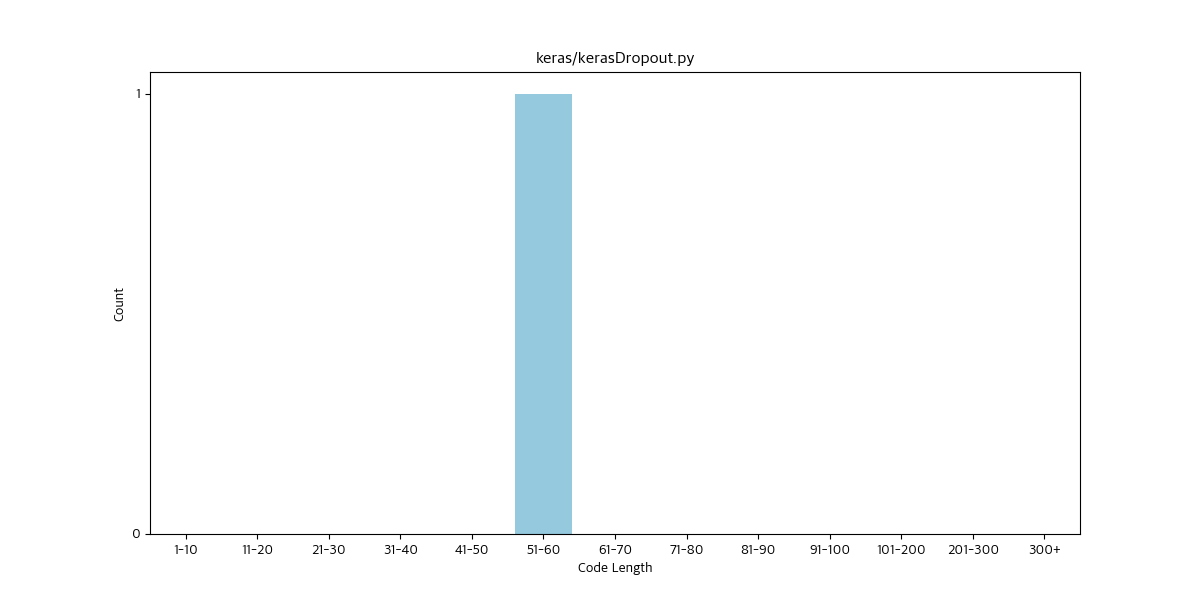 keras/kerasDropout.py
1
Count
0
1-10 11-20 21-30 31-40 41-50 51-60 61-70 71-80 81-90 91-100 101-200 201-300 300+
Code Length